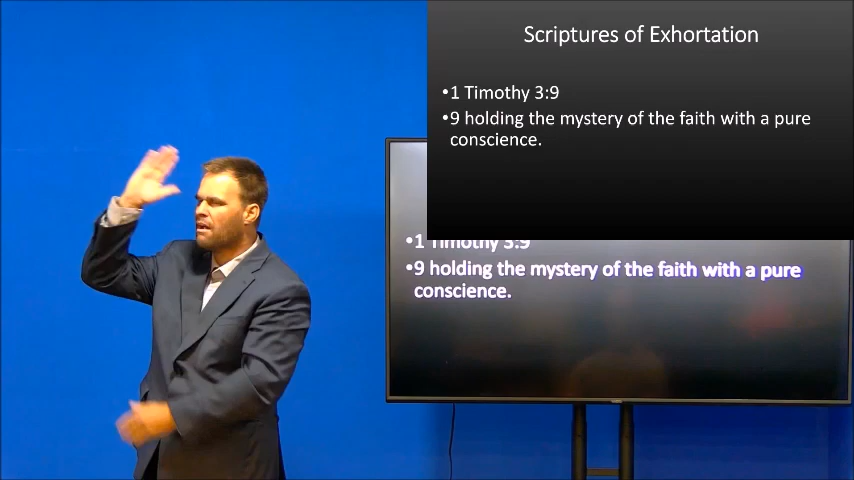 Scriptures of Exhortation
•1 Timothy 3:9
•9 holding the mystery of the faith with a pure
conscience.
•1 Timothy 3:9
•9 holding the mystery of the faith with a pure
conscience.